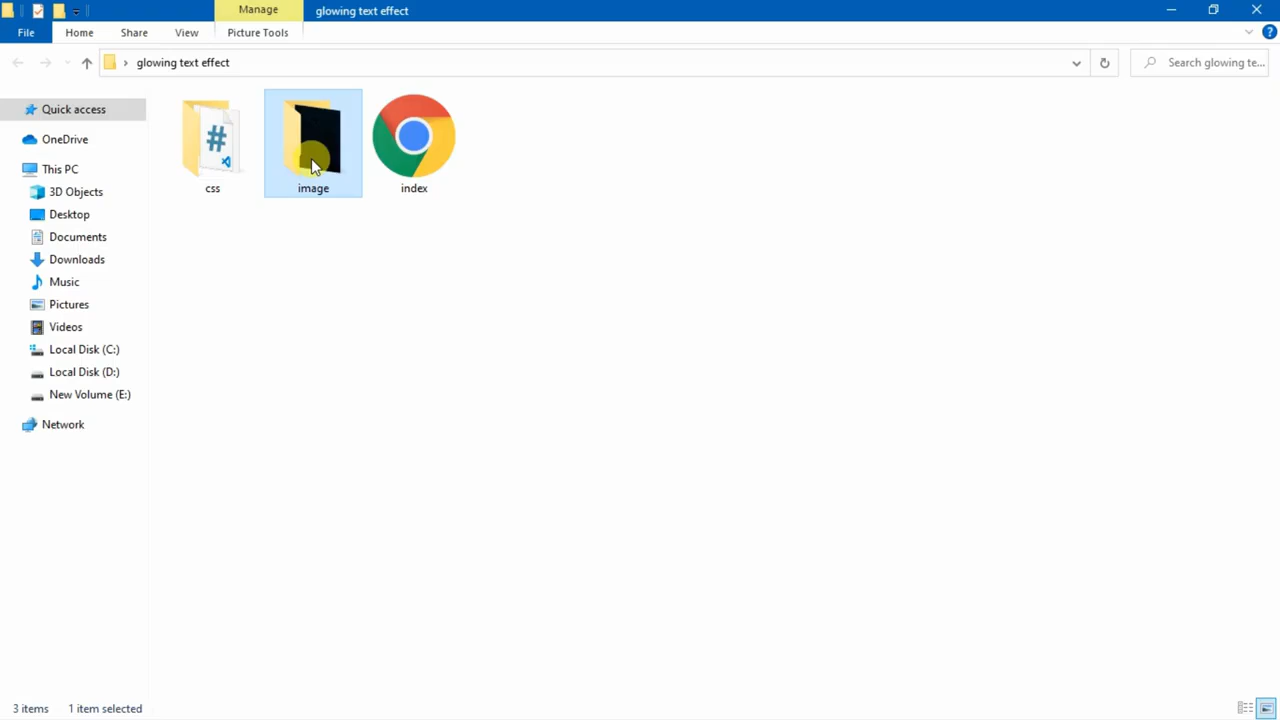 Manage
glowing text effect
File
Home
Share
View
Picture Tools
glowing text effect
Search glowing te...
Quick access
OneDrive
This PC
3D Objects
Desktop
Documents
Downloads
Music
Pictures
Videos
Local Disk (C:)
Local Disk (D:)
New Volume (E:)
Network
#
css
image
index
3 items
1 item selected